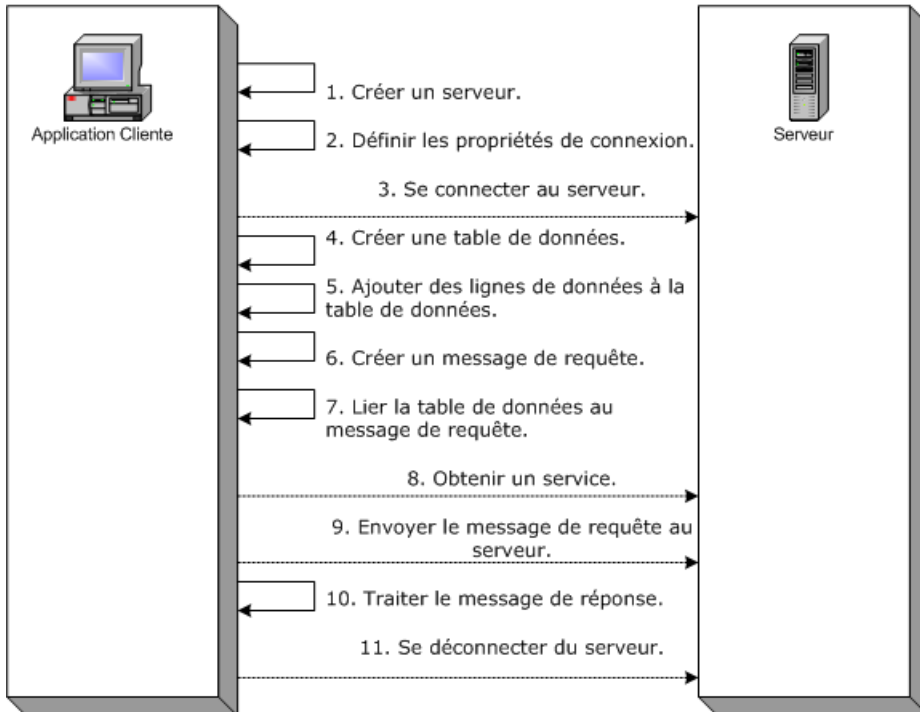 Application Cliente
Serveur
1. Créer un serveur.
2. Définir les propriétés de connexion.
3. Se connecter au serveur.
4. Créer une table de données.
5. Ajouter des lignes de données à la
table de données.
6. Créer un message de requête.
7. Lier la table de données au
message de requête.
8. Obtenir un service.
9. Envoyer le message de requête au
serveur.
10. Traiter le message de réponse.
11. Se déconnecter du serveur.